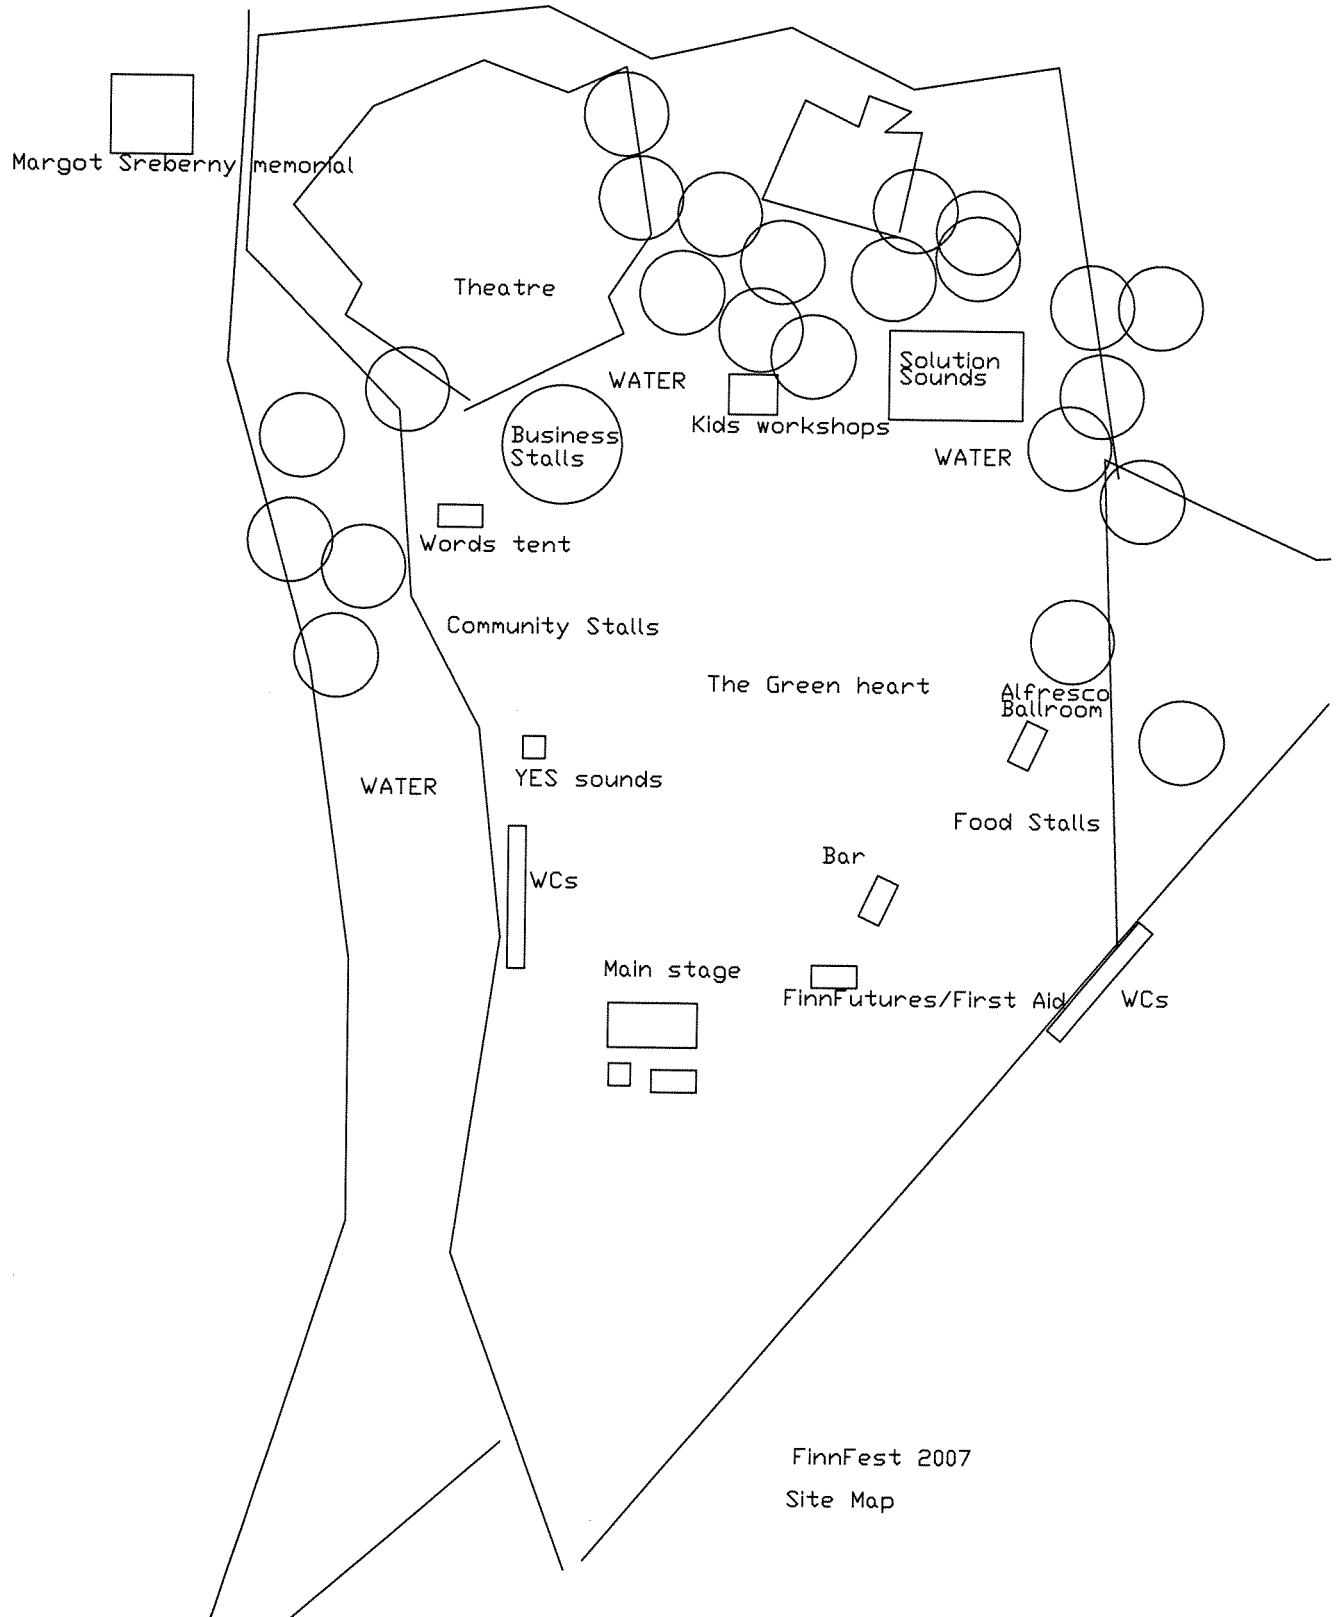 Margot Sreberny memorial
Theatre
WATER
Solution
Sounds
Kids workshops
Business
Stalls
WATER
Words tent
Community Stalls
The Green heart
Alfresco
Ballroom
YES sounds
WATER
Food Stalls
Bar
WCs
Main stage
FinnFutures/First Aid
WCs
FinnFest 2007
Site Map